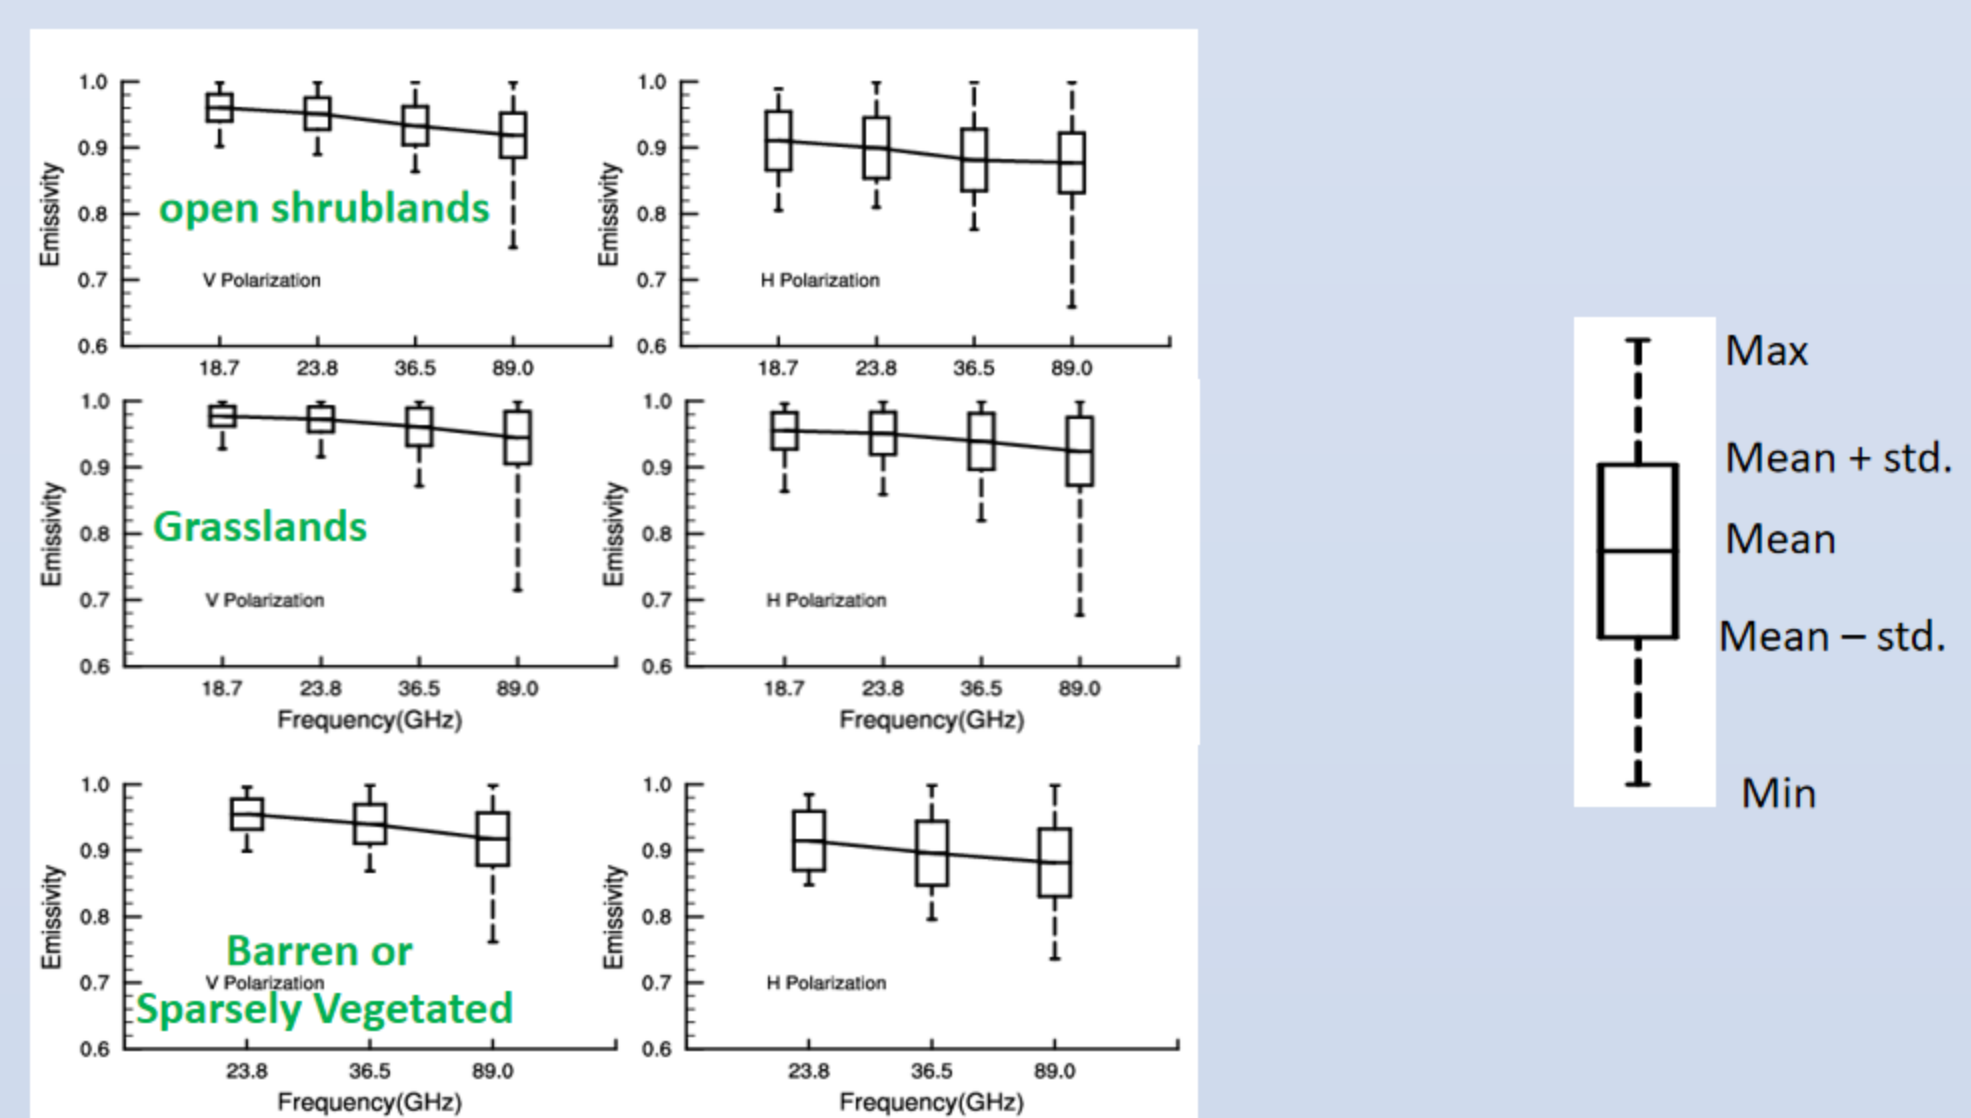 1.0
0.9
0.8
0.7
0.6
Emissivity
open shrublands
V Polarization
18.7 23.8 36.5 89.0
1.0
0.9
0.8
0.7
0.6
Emissivity
H Polarization
18.7 23.8 36.5 89.0
1.0
0.9
0.8
0.7
0.6
Emissivity
Grasslands
V Polarization
18.7 23.8 36.5 89.0
Frequency(GHz)
1.0
0.9
0.8
0.7
0.6
Emissivity
H Polarization
18.7 23.8 36.5 89.0
Frequency(GHz)
1.0
0.9
0.8
0.7
0.6
Emissivity
Barren or
V Polarization
Sparsely Vegetated
23.8 36.5 89.0
Frequency(GHz)
1.0
0.9
0.8
0.7
0.6
Emissivity
H Polarization
23.8 36.5 89.0
Frequency(GHz)
Max
Mean + std.
Mean
Mean – std.
Min